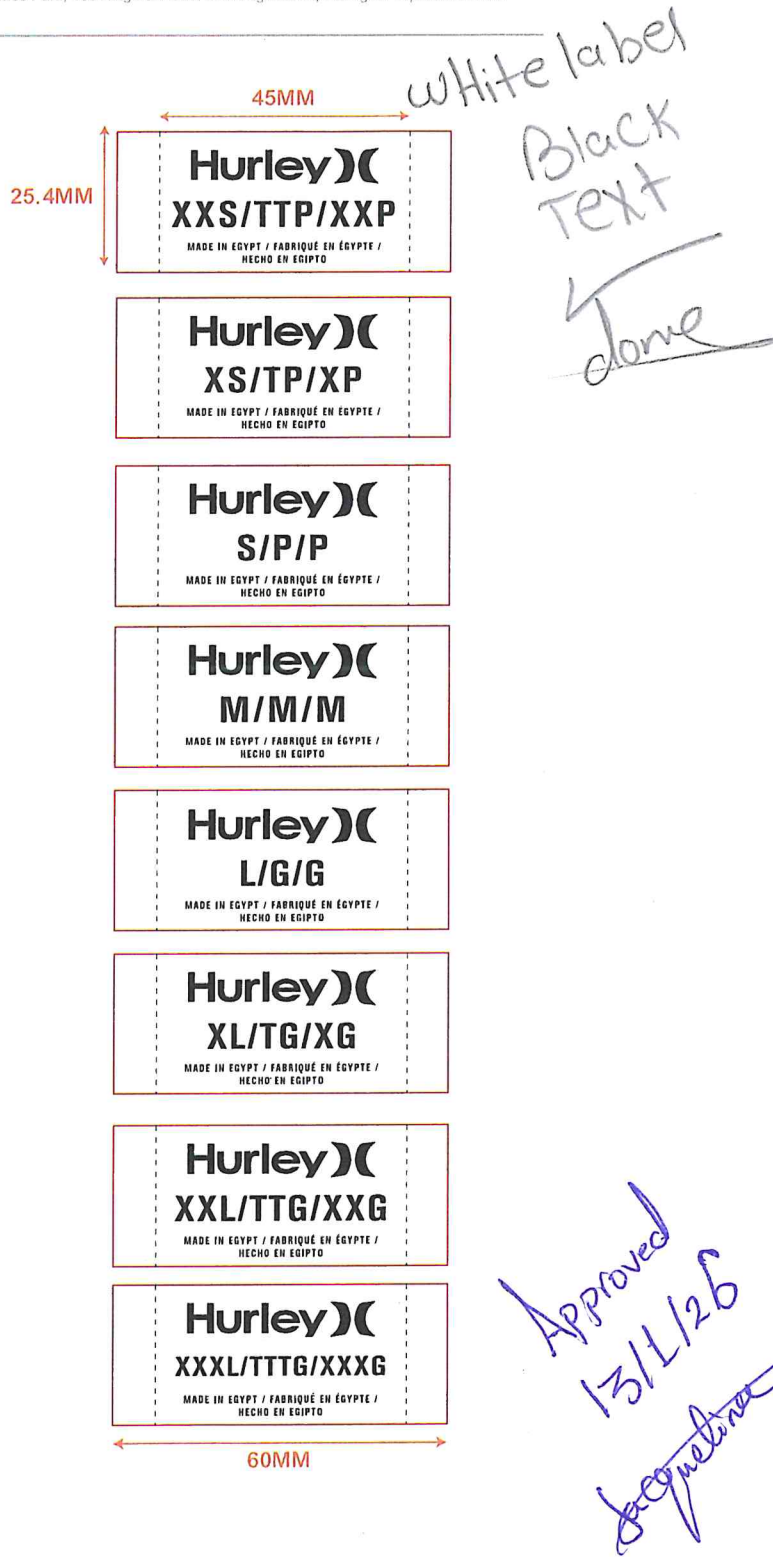 white label
Black
Text
done
45MM
25.4MM
Hurley
XXS/TTP/XXP
MADE IN EGYPT / FABRIQUÉ EN ÉGYPTE /
HECHO EN EGIPTO
Hurley
XS/TP/XP
MADE IN EGYPT / FABRIQUÉ EN ÉGYPTE /
HECHO EN EGIPTO
Hurley
S/P/P
MADE IN EGYPT / FABRIQUÉ EN ÉGYPTE /
HECHO EN EGIPTO
Hurley
M/M/M
MADE IN EGYPT / FABRIQUÉ EN ÉGYPTE /
HECHO EN EGIPTO
Hurley
L/G/G
MADE IN EGYPT / FABRIQUÉ EN ÉGYPTE /
HECHO EN EGIPTO
Hurley
XL/TG/XG
MADE IN EGYPT / FABRIQUÉ EN ÉGYPTE /
HECHO EN EGIPTO
Hurley
XXL/TTG/XXG
MADE IN EGYPT / FABRIQUÉ EN ÉGYPTE /
HECHO EN EGIPTO
Hurley
XXXL/TTTG/XXXG
MADE IN EGYPT / FABRIQUÉ EN ÉGYPTE /
HECHO EN EGIPTO
60MM
Approved
13/1/26
Jacqueline